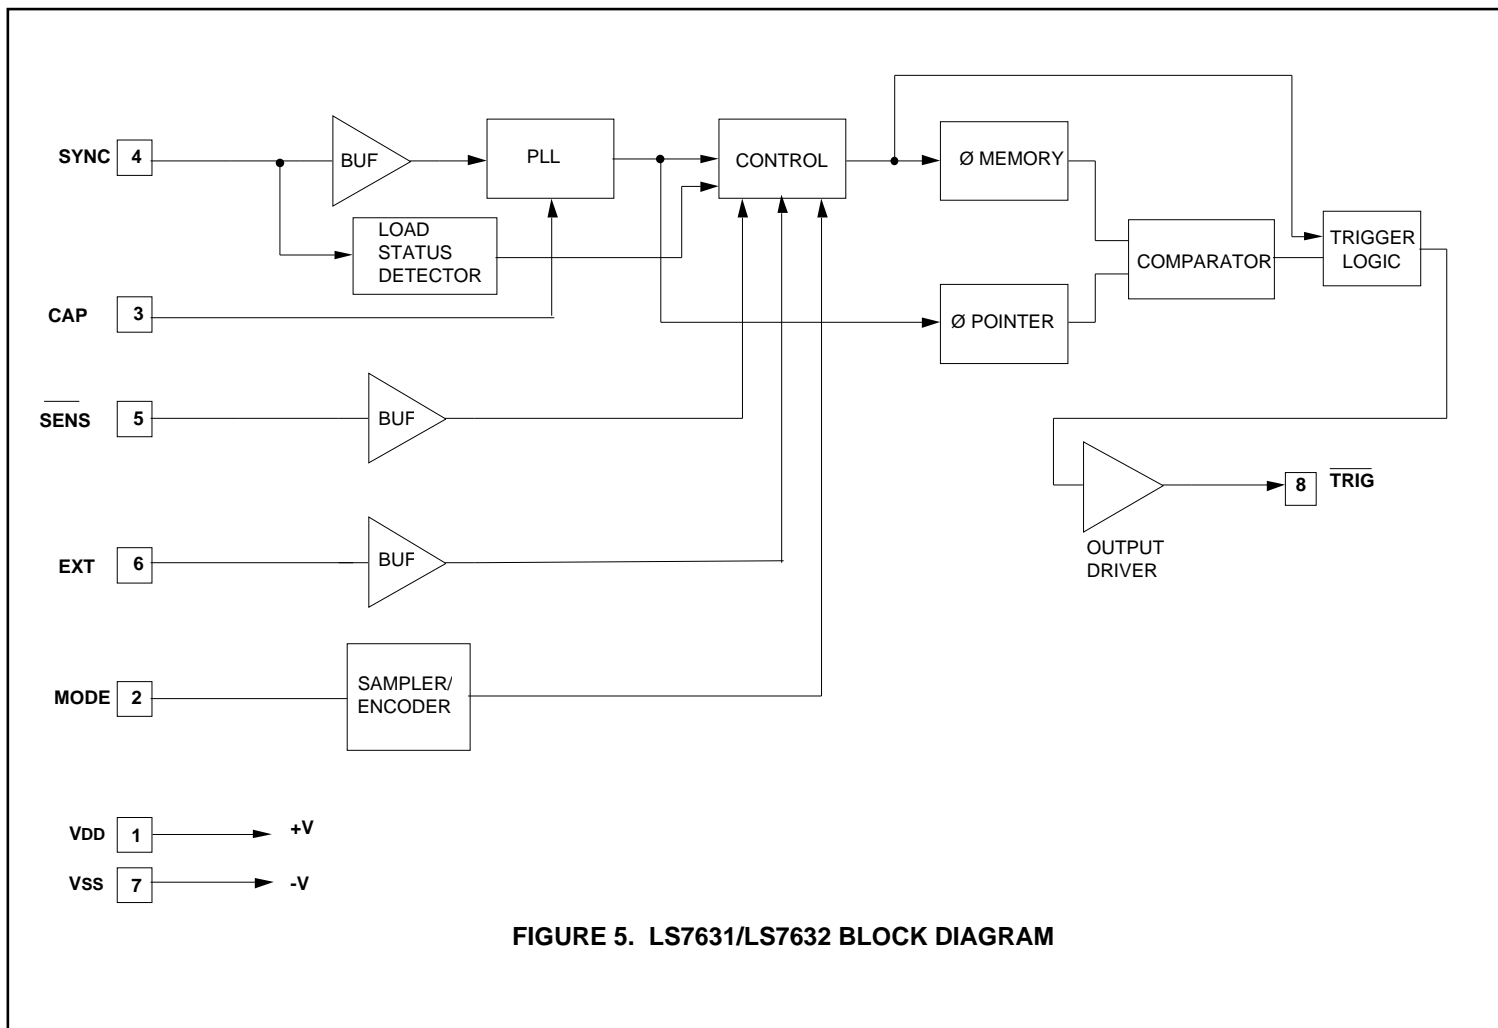 SYNC 4
BUF
PLL
CONTROL
Ø MEMORY
LOAD
STATUS
DETECTOR
TRIGGER
LOGIC
COMPARATOR
CAP 3
Ø POINTER
SENS 5
BUF
8 TRIG
OUTPUT
DRIVER
EXT 6
BUF
MODE 2
SAMPLER/
ENCODER
VDD 1 +V
VSS 7 -V
FIGURE 5. LS7631/LS7632 BLOCK DIAGRAM